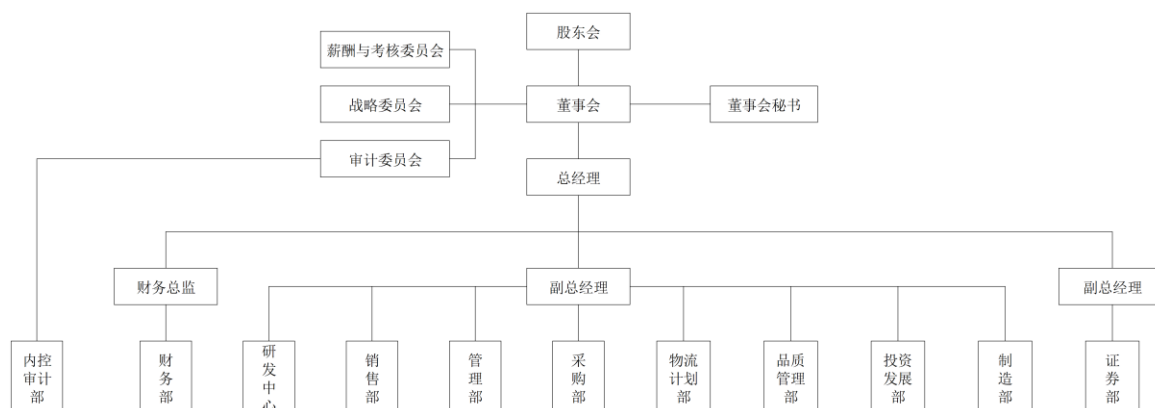 股东会
薪酬与考核委员会
战略委员会
董事会
董事会秘书
审计委员会
总经理
财务总监
副总经理
副总经理
内控
审计
部
财
务
部
研
发
中
心
销
售
部
管
理
部
采
购
部
物流
计划
部
品质
管理
部
投资
发展
部
制
造
部
证
券
部